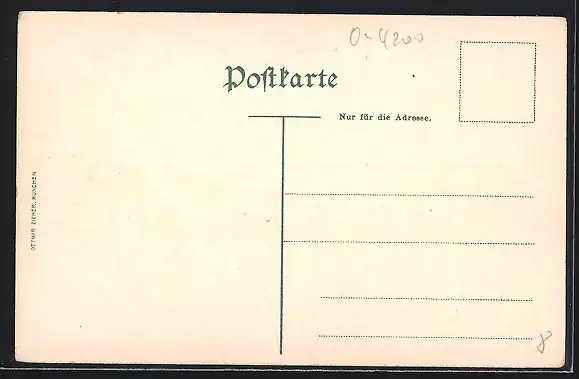 O-4200
Postkarte
Nur für die Adresse.
OTTMAR ZIEHER, MÜNCHEN
8